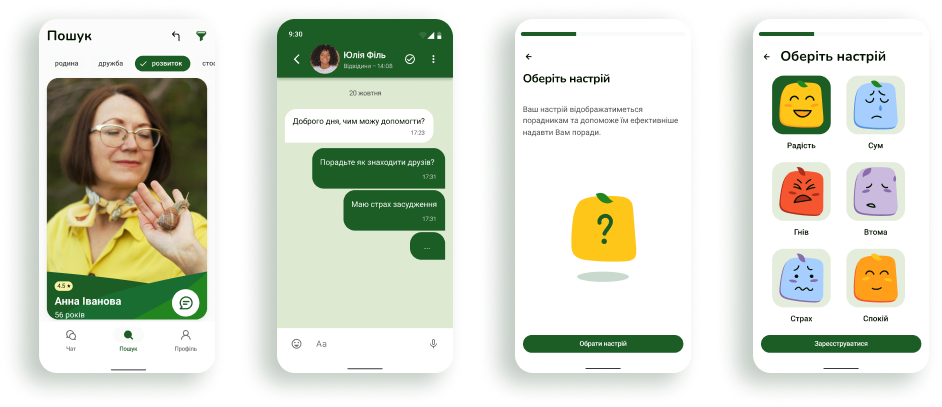 Пошук
родина
дружба
розвиток
4.5 ★
Анна Іванова
56 років
Чат
Пошук
Профіль
9:30
Юлія Філь
Відвідини – 14:08
20 жовтня
Доброго дня, чим можу допомогти?
17:23
Порадьте як знаходити друзів?
17:31
Маю страх засудження
17:31
...
Aa
Оберіть настрій
Ваш настрій відображатиметься
порадникам та допоможе їм ефективніше
надавти Вам поради.
?
Обрати настрій
Оберіть настрій
Радість
Сум
Гнів
Втома
Страх
Спокій
Зареєструватися